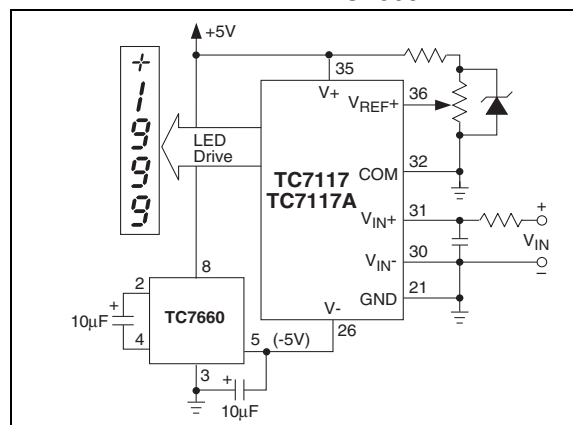 +5V
35
V+
36
VREF+
+1999
LED
Drive
TC7117
TC7117A
32
COM
31
VIN+
+
VIN
30
VIN-
–
8
21
GND
2
TC7660
V-
26
10µF
+
4
5
(-5V)
3
+
10µF